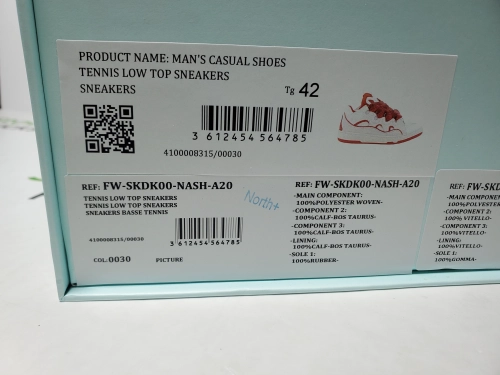 PRODUCT NAME: MAN'S CASUAL SHOES
TENNIS LOW TOP SNEAKERS
SNEAKERS
Tg 42
3 612454 564785
4100008315/00030
REF: FW-SKDK00-NASH-A20
TENNIS LOW TOP SNEAKERS
TENNIS LOW TOP SNEAKERS
SNEAKERS BASSE TENNIS
North+
4100008315/00030
3 612454 564785
COL:0030
PICTURE
REF: FW-SKDK00-NASH-A20
-MAIN COMPONENT:
100%POLYESTER WOVEN-
-COMPONENT 2:
100%CALF-BOS TAURUS-
-COMPONENT 3:
100%CALF-BOS TAURUS-
-LINING:
100%CALF-BOS TAURUS-
-SOLE 1:
100%RUBBER-
REF: FW-SKD
-MAIN COMPONENT
100%POLYESTER
-COMPONENT 2:
100% VITELLO-
-COMPONENT 3:
100%VITELLO-
-LINING:
100%VITELLO-
-SOLE 1:
100%GOMMA-